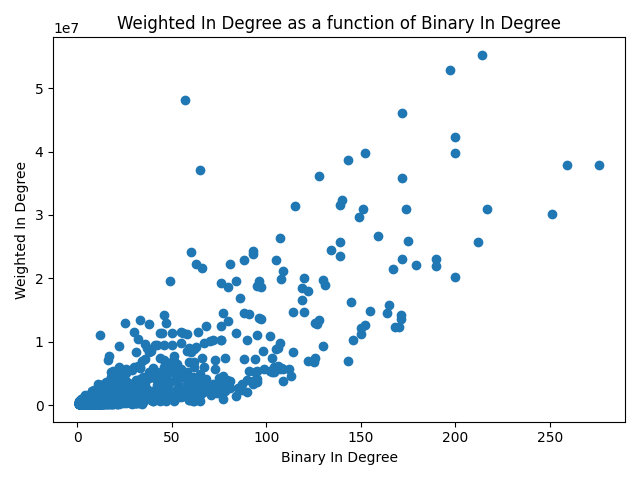 Weighted In Degree as a function of Binary In Degree
1e7
5
4
3
2
1
0
Weighted In Degree
0 50 100 150 200 250
Binary In Degree